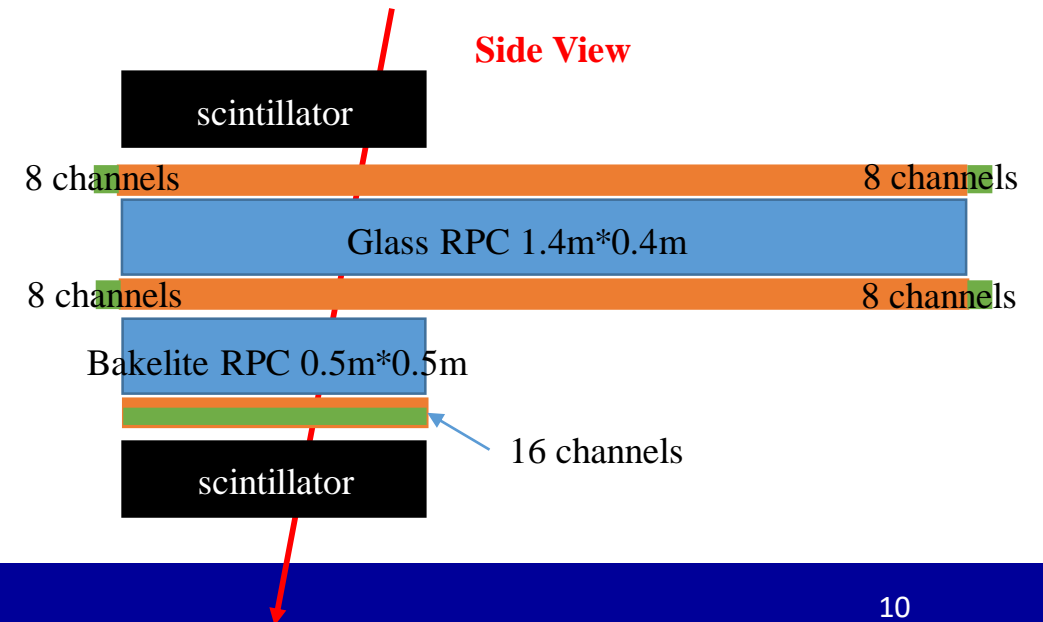 Side View
scintillator
8 channels
8 channels
Glass RPC 1.4m*0.4m
8 channels
8 channels
Bakelite RPC 0.5m*0.5m
16 channels
scintillator
10